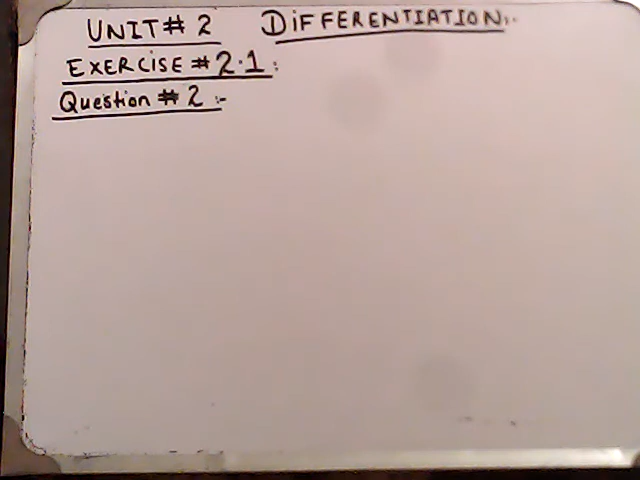 UNIT# 2 DiFFERENTIATION:-
EXERCISE # 2.1:
Question # 2 :-